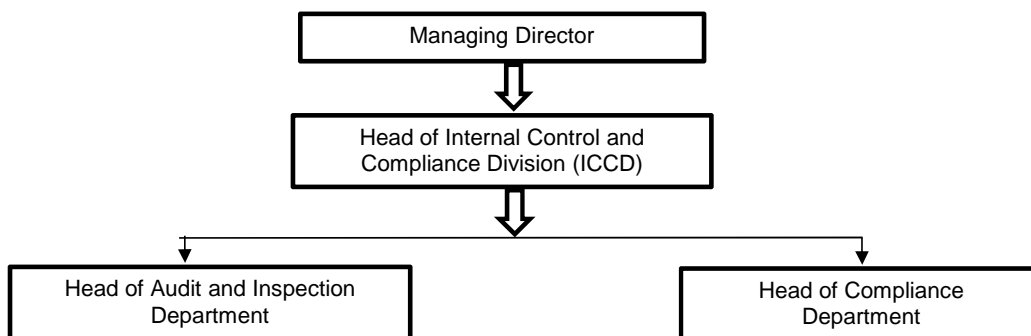 Managing Director
Head of Internal Control and
Compliance Division (ICCD)
Head of Audit and Inspection
Department
Head of Compliance
Department